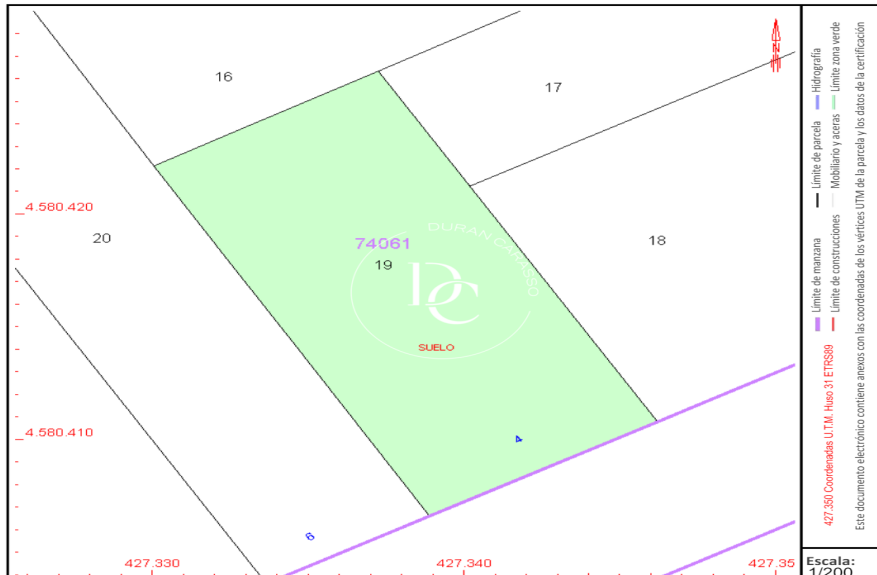 16
17
4.580.420
20
DURAN CARASSO
74061
18
19
DC
SUELO
4.580.410
4
6
427.330
427.340
427.35
N
Límite de manzana
Límite de parcela
Hidrografía
427.350 Coordenadas U.T.M. Huso 31 ETRS89
Límite de construcciones
Mobiliario y aceras
Límite zona verde
Este documento electrónico contiene anexos con las coordenadas de los vértices UTM de la parcela y los datos de la certificación
Escala:
1/200